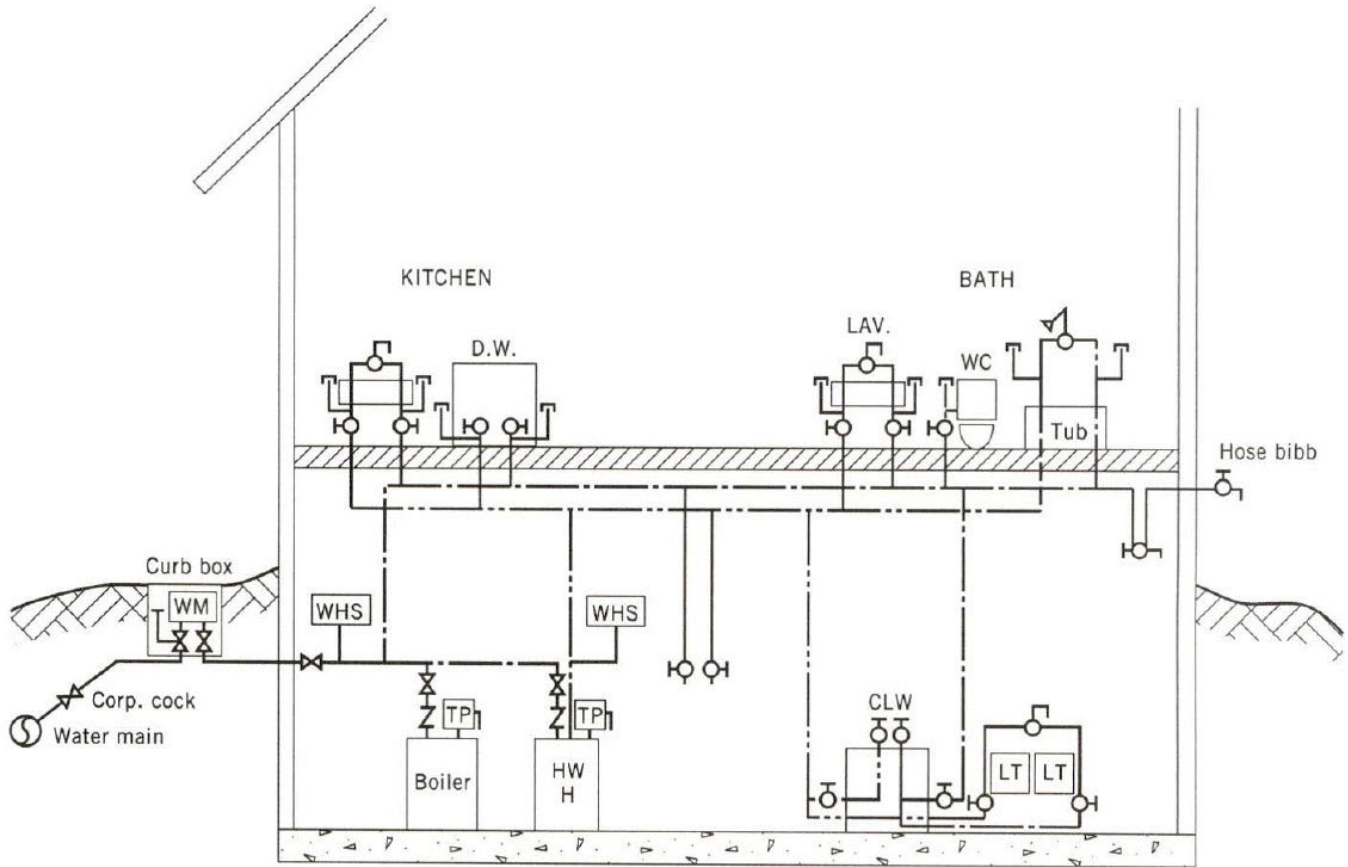 KITCHEN
BATH
D.W.
LAV.
WC
Tub
Hose bibb
Curb box
WM
WHS
WHS
Corp. cock
Water main
TP
TP
Boiler
HW
H
CLW
LT
LT